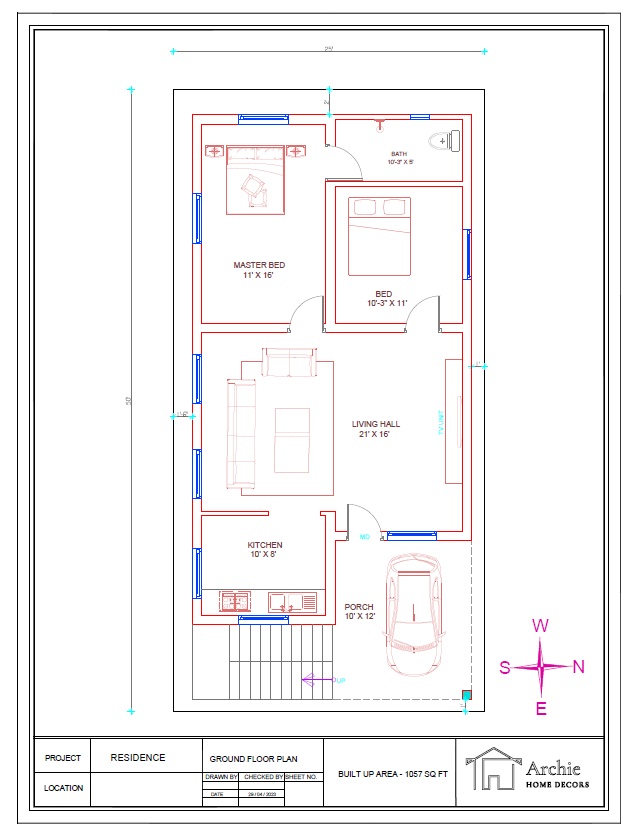 25'
2'
BATH
10'-3" X 5'
MASTER BED
11' X 16'
BED
10'-3" X 11'
50'
1'
LIVING HALL
21' X 16'
TV UNIT
KITCHEN
10' X 8'
MD
PORCH
10' X 12'
UP
W
S N
E
PROJECT
RESIDENCE
LOCATION
GROUND FLOOR PLAN
DRAWN BY CHECKED BY SHEET NO.
DATE 29 / 04 / 2023
BUILT UP AREA - 1057 SQ FT
Archie
HOME DECORS